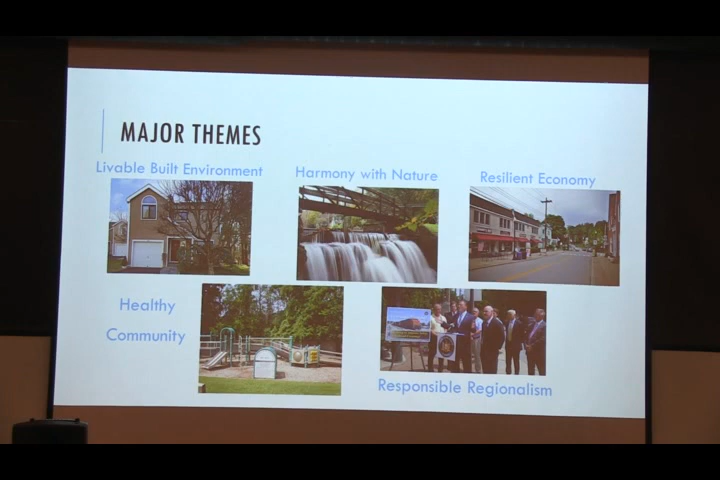 MAJOR THEMES
Livable Built Environment
Harmony with Nature
Resilient Economy
Healthy
Community
Responsible Regionalism